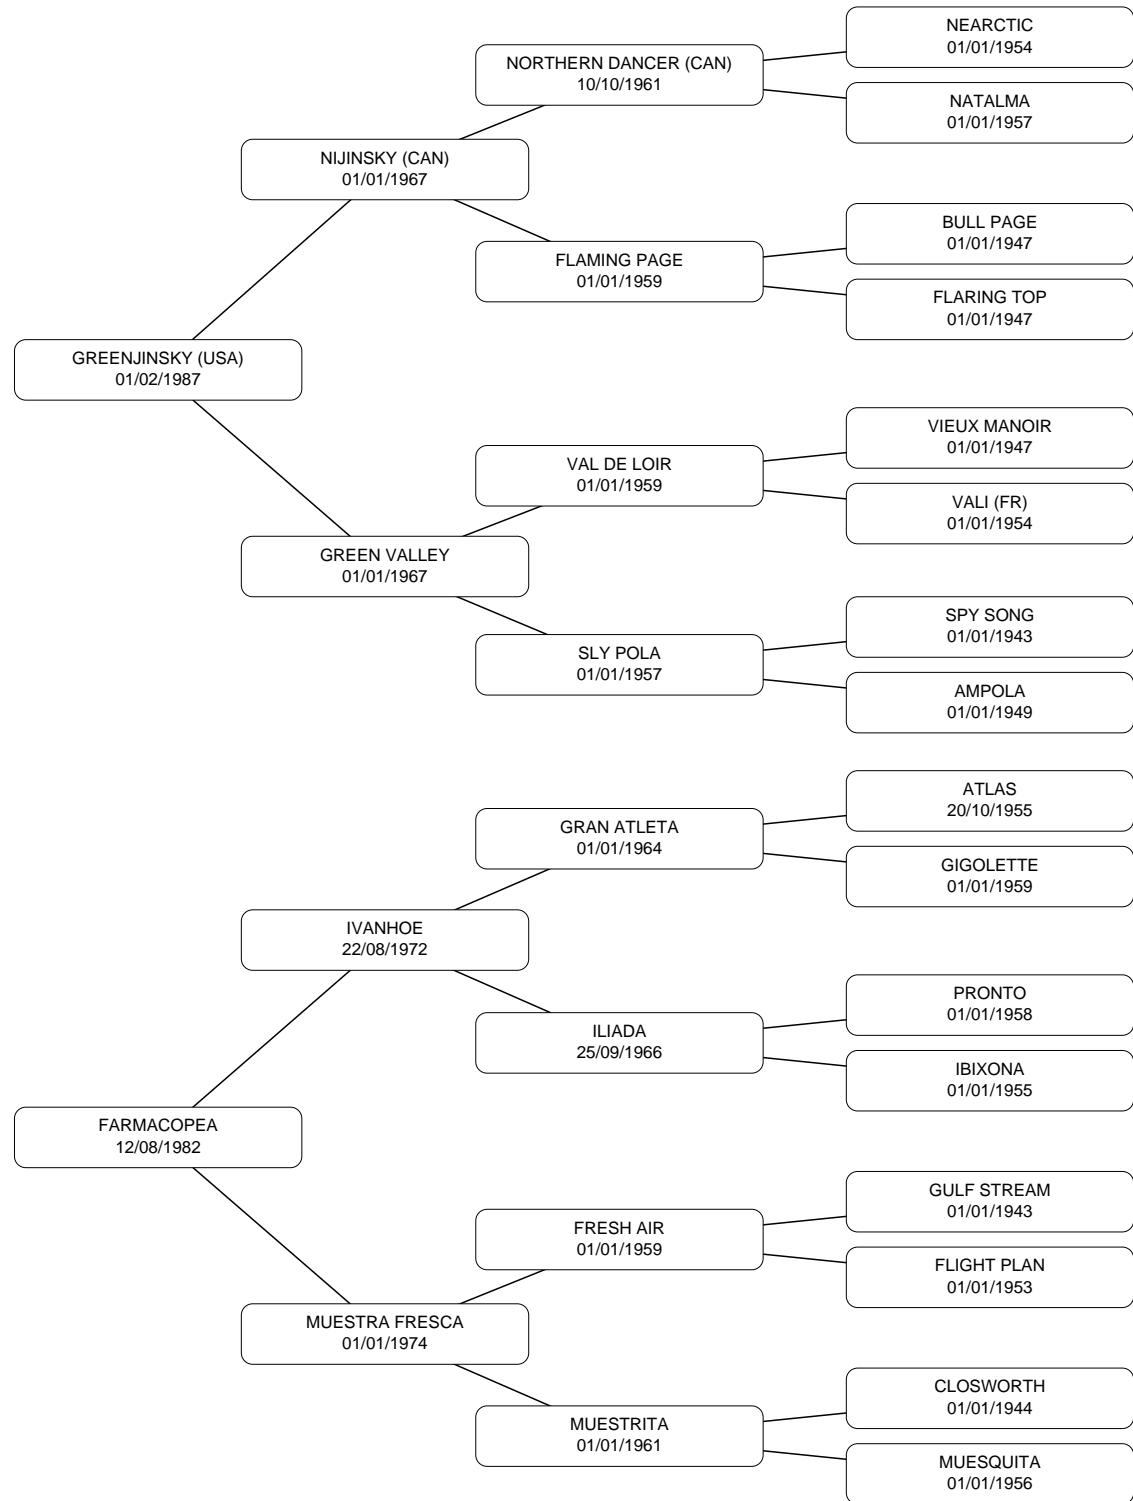 NEARCTIC
01/01/1954
NORTHERN DANCER (CAN)
10/10/1961
NATALMA
01/01/1957
NIJINSKY (CAN)
01/01/1967
BULL PAGE
01/01/1947
FLAMING PAGE
01/01/1959
FLARING TOP
01/01/1947
GREENJINSKY (USA)
01/02/1987
VIEUX MANOIR
01/01/1947
VAL DE LOIR
01/01/1959
VALI (FR)
01/01/1954
GREEN VALLEY
01/01/1967
SPY SONG
01/01/1943
SLY POLA
01/01/1957
AMPOLA
01/01/1949
ATLAS
20/10/1955
GRAN ATLETA
01/01/1964
GIGOLETTE
01/01/1959
IVANHOE
22/08/1972
PRONTO
01/01/1958
ILIADA
25/09/1966
IBIXONA
01/01/1955
FARMACOPEA
12/08/1982
GULF STREAM
01/01/1943
FRESH AIR
01/01/1959
FLIGHT PLAN
01/01/1953
MUESTRA FRESCA
01/01/1974
CLOSWORTH
01/01/1944
MUESTRITA
01/01/1961
MUESQUITA
01/01/1956